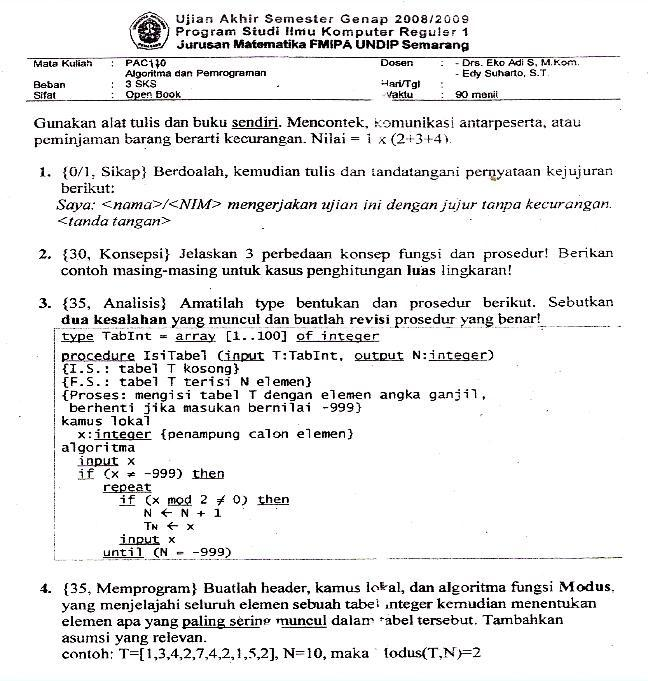 Ujian Akhir Semester Genap 2008/2009
Program Studi Ilmu Komputer Reguler 1
Jurusan Matematika FMIPA UNDIP Semarang
Mata Kuliah : PAC110 Dosen : - Drs. Eko Adi S, M.Kom.
Algoritma dan Pemrograman - Edy Suharto, S.T.
Beban : 3 SKS Hari/Tgl :
Sifat : Open Book Waktu : 90 menit
Gunakan alat tulis dan buku sendiri. Mencontek, komunikasi antarpeserta, atau
peminjaman barang berarti kecurangan. Nilai = 1 x (2+3+4).
1. {0/1, Sikap} Berdoalah, kemudian tulis dan tandatangani pernyataan kejujuran
berikut:
Saya: <nama>/<NIM> mengerjakan ujian ini dengan jujur tanpa kecurangan.
<tanda tangan>
2. {30, Konsepsi} Jelaskan 3 perbedaan konsep fungsi dan prosedur! Berikan
contoh masing-masing untuk kasus penghitungan luas lingkaran!
3. {35, Analisis} Amatilah type bentukan dan prosedur berikut. Sebutkan
dua kesalahan yang muncul dan buatlah revisi prosedur yang benar!
type TabInt = array [1..100] of integer
procedure IsiTabel (input T:TabInt, output N:integer)
{I.S.: tabel T kosong}
{F.S.: tabel T terisi N elemen}
{Proses: mengisi tabel T dengan elemen angka ganjil,
berhenti jika masukan bernilai -999}
kamus lokal
x:integer {penampung calon elemen}
algoritma
input x
if (x ≠ -999) then
repeat
if (x mod 2 ≠ 0) then
N ← N + 1
TN ← x
input x
until (N = -999)
4. {35, Memprogram} Buatlah header, kamus lokal, dan algoritma fungsi Modus,
yang menjelajahi seluruh elemen sebuah tabel integer kemudian menentukan
elemen apa yang paling sering muncul dalam tabel tersebut. Tambahkan
asumsi yang relevan.
contoh: T=[1,3,4,2,7,4,2,1,5,2], N=10, maka Modus(T,N)=2